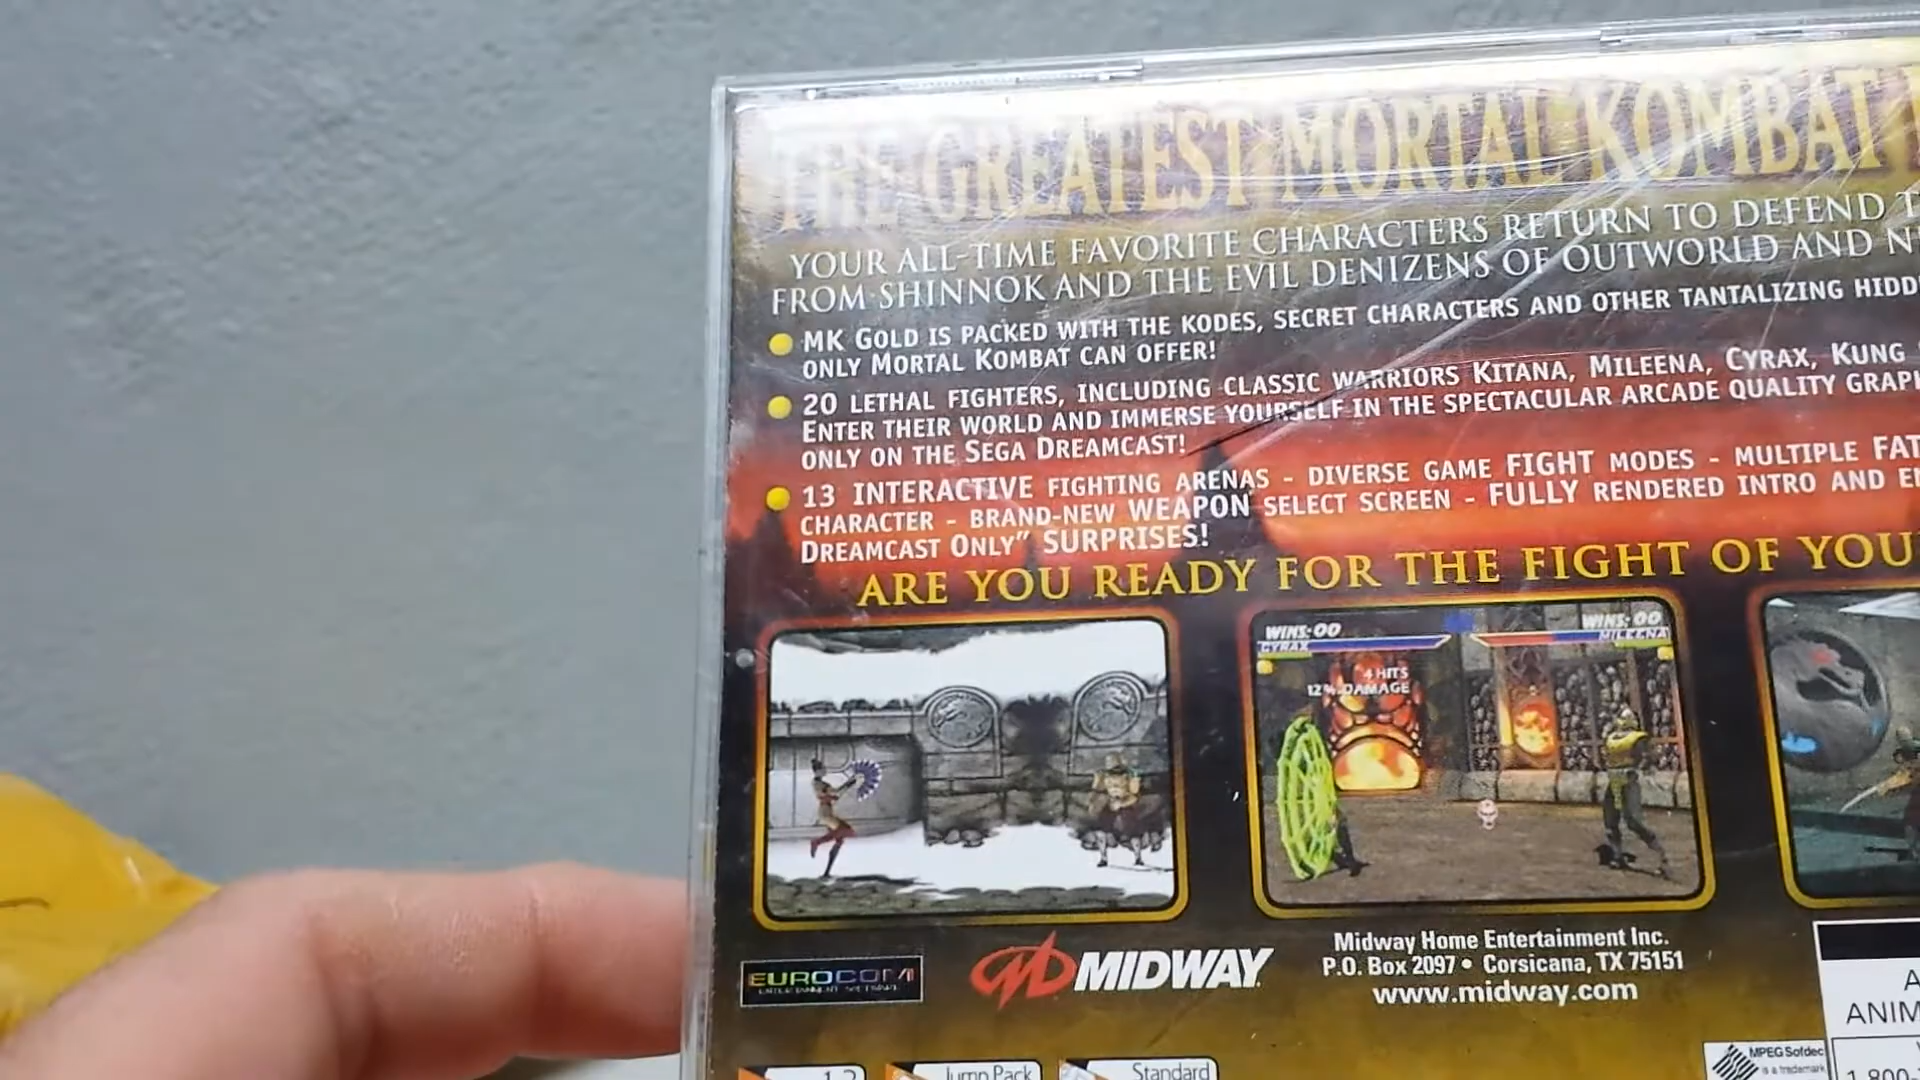 THE GREATEST MORTAL KOMBAT
YOUR ALL-TIME FAVORITE CHARACTERS RETURN TO DEFEND
FROM SHINNOK AND THE EVIL DENIZENS OF OUTWORLD AND
MK GOLD IS PACKED WITH THE KODES, SECRET CHARACTERS AND OTHER TANTALIZING
ONLY MORTAL KOMBAT CAN OFFER!
20 LETHAL FIGHTERS, INCLUDING CLASSIC WARRIORS KITANA, MILEENA, CYRAX, KUNG
ENTER THEIR WORLD AND IMMERSE YOURSELF IN THE SPECTACULAR ARCADE QUALITY
ONLY ON THE SEGA DREAMCAST!
13 INTERACTIVE FIGHTING ARENAS - DIVERSE GAME FIGHT MODES - MULTIPLE
CHARACTER - BRAND-NEW WEAPON SELECT SCREEN - FULLY RENDERED INTRO AND
DREAMCAST ONLY" SURPRISES!
ARE YOU READY FOR THE FIGHT OF
WINS:00 WINS:00
CYRAX MILEENA
4 HITS
12% DAMAGE
EUROCOM
ENTERTAINMENT SOFTWARE
MIDWAY
Midway Home Entertainment Inc.
P.O. Box 2097 • Corsicana, TX 75151
www.midway.com
Jump Pack
Standard
MPEG Sofdec
is a trademark